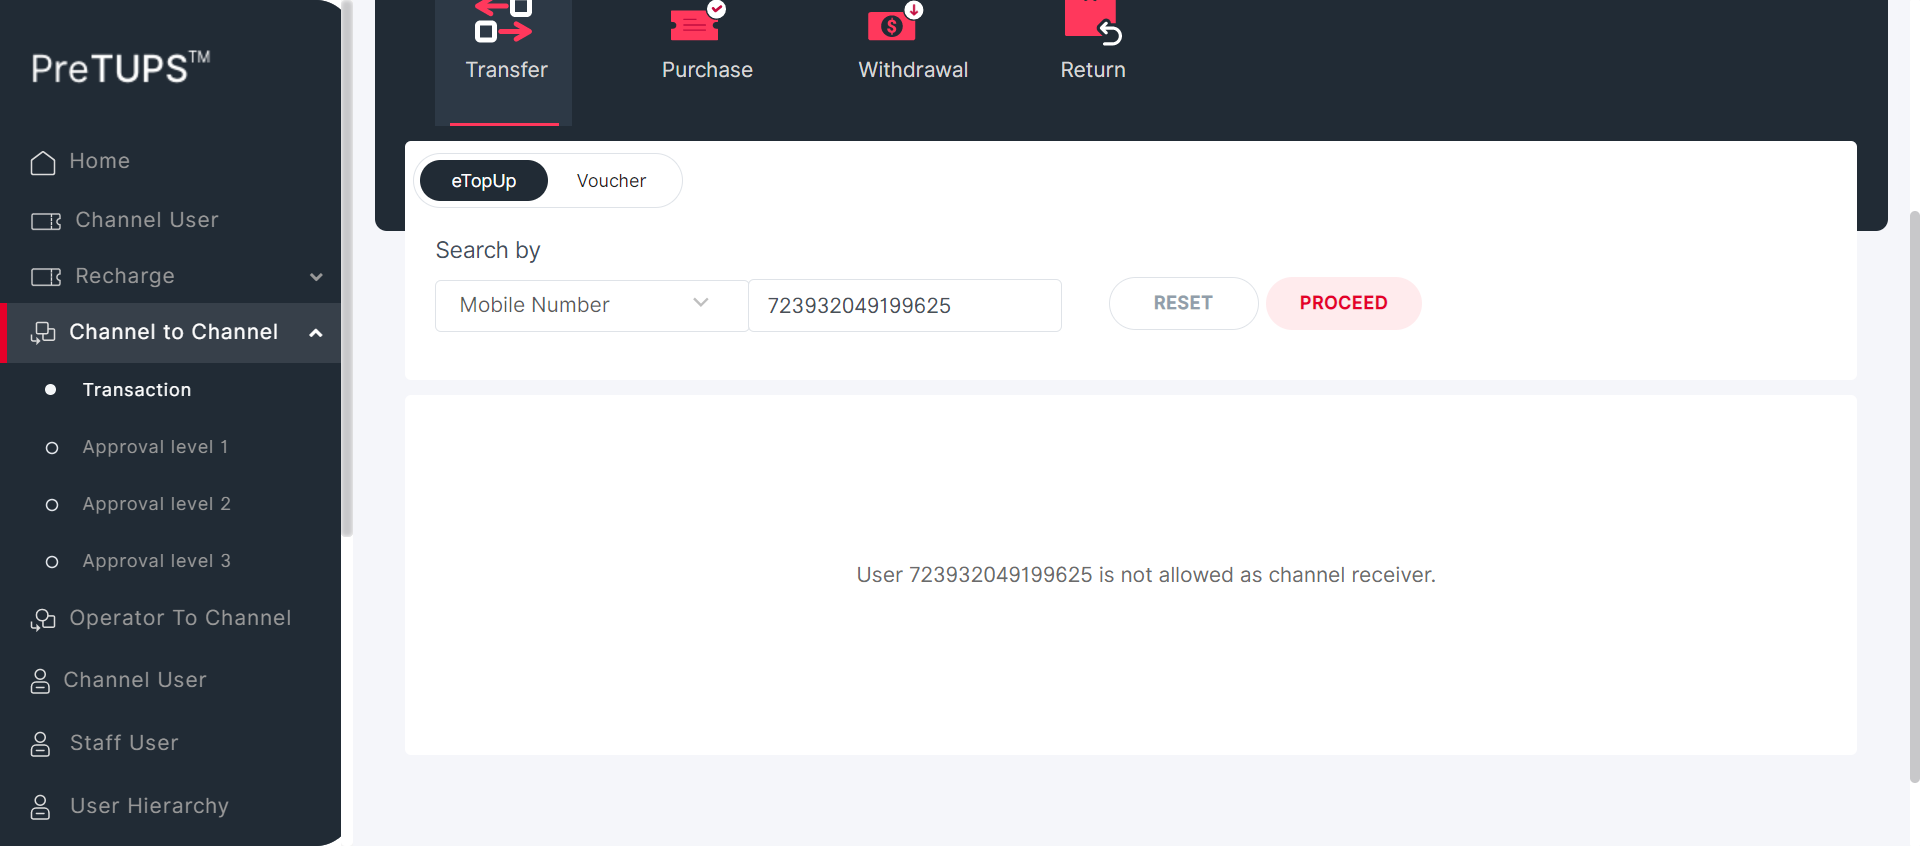 PreTUPS™
Home
Channel User
Recharge
Channel to Channel
Transaction
Approval level 1
Approval level 2
Approval level 3
Operator To Channel
Channel User
Staff User
User Hierarchy
Transfer
Purchase
Withdrawal
Return
eTopUp
Voucher
Search by
Mobile Number
723932049199625
RESET
PROCEED
User 723932049199625 is not allowed as channel receiver.